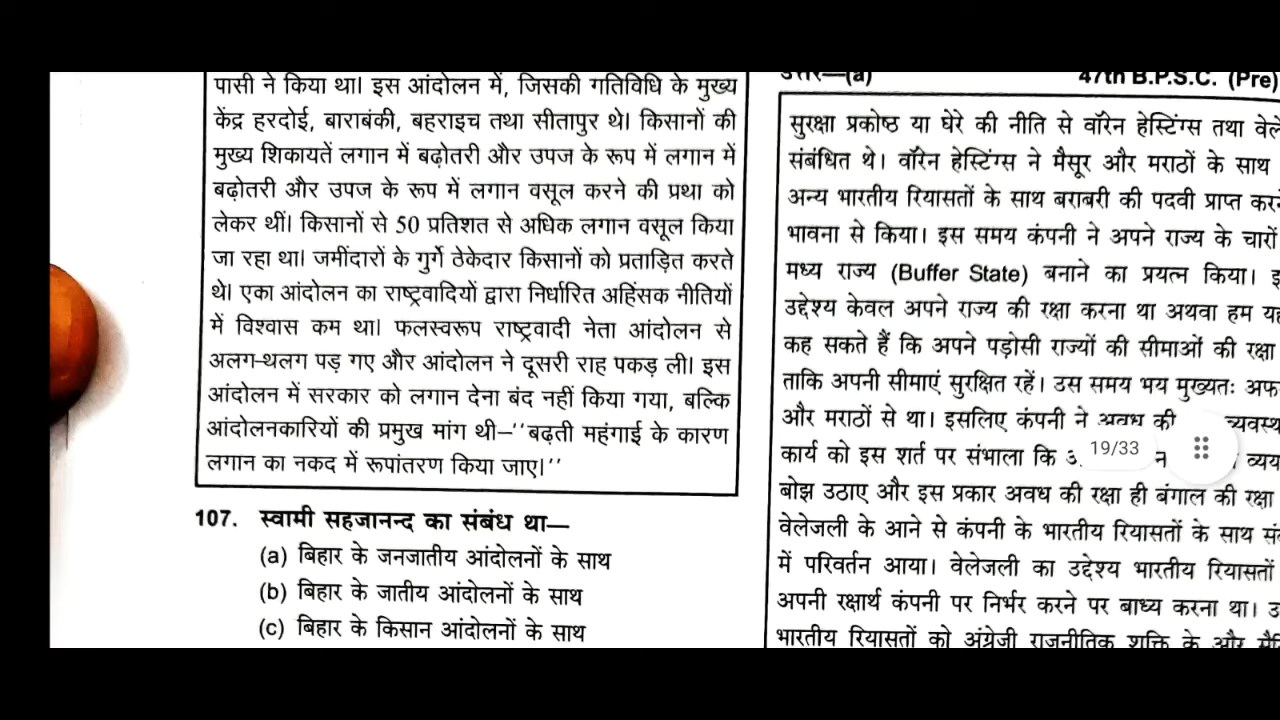 पासी ने किया था। इस आंदोलन में, जिसकी गतिविधि के मुख्य
केंद्र हरदोई, बाराबंकी, बहराइच तथा सीतापुर थे। किसानों की
मुख्य शिकायतें लगान में बढ़ोतरी और उपज के रूप में लगान में
बढ़ोतरी और उपज के रूप में लगान वसूल करने की प्रथा को
लेकर थीं। किसानों से 50 प्रतिशत से अधिक लगान वसूल किया
जा रहा था। जमींदारों के गुर्गे ठेकेदार किसानों को प्रताड़ित करते
थे। एका आंदोलन का राष्ट्रवादियों द्वारा निर्धारित अहिंसक नीतियों
में विश्वास कम था। फलस्वरूप राष्ट्रवादी नेता आंदोलन से
अलग-थलग पड़ गए और आंदोलन ने दूसरी राह पकड़ ली। इस
आंदोलन में सरकार को लगान देना बंद नहीं किया गया, बल्कि
आंदोलनकारियों की प्रमुख मांग थी–''बढ़ती महंगाई के कारण
लगान का नकद में रूपांतरण किया जाए।''
107. स्वामी सहजानन्द का संबंध था—
(a) बिहार के जनजातीय आंदोलनों के साथ
(b) बिहार के जातीय आंदोलनों के साथ
(c) बिहार के किसान आंदोलनों के साथ
उत्तर—(a) 47th B.P.S.C. (Pre)
सुरक्षा प्रकोष्ठ या घेरे की नीति से वॉरेन हेस्टिंग्स तथा
संबंधित थे। वॉरेन हेस्टिंग्स ने मैसूर और मराठों के साथ
अन्य भारतीय रियासतों के साथ बराबरी की पदवी प्राप्त
भावना से किया। इस समय कंपनी ने अपने राज्य के चारों
मध्य राज्य (Buffer State) बनाने का प्रयत्न किया।
उद्देश्य केवल अपने राज्य की रक्षा करना था अथवा हम
कह सकते हैं कि अपने पड़ोसी राज्यों की सीमाओं की रक्षा
ताकि अपनी सीमाएं सुरक्षित रहें। उस समय भय मुख्यतः
और मराठों से था। इसलिए कंपनी ने अवध की
कार्य को इस शर्त पर संभाला कि
19/33
बोझ उठाए और इस प्रकार अवध की रक्षा ही बंगाल की रक्षा
वेलेजली के आने से कंपनी के भारतीय रियासतों के साथ
में परिवर्तन आया। वेलेजली का उद्देश्य भारतीय रियासतों
अपनी रक्षार्थ कंपनी पर निर्भर करने पर बाध्य करना था।
भारतीय रियासतों को अंग्रेजी राजनीतिक शक्ति के और